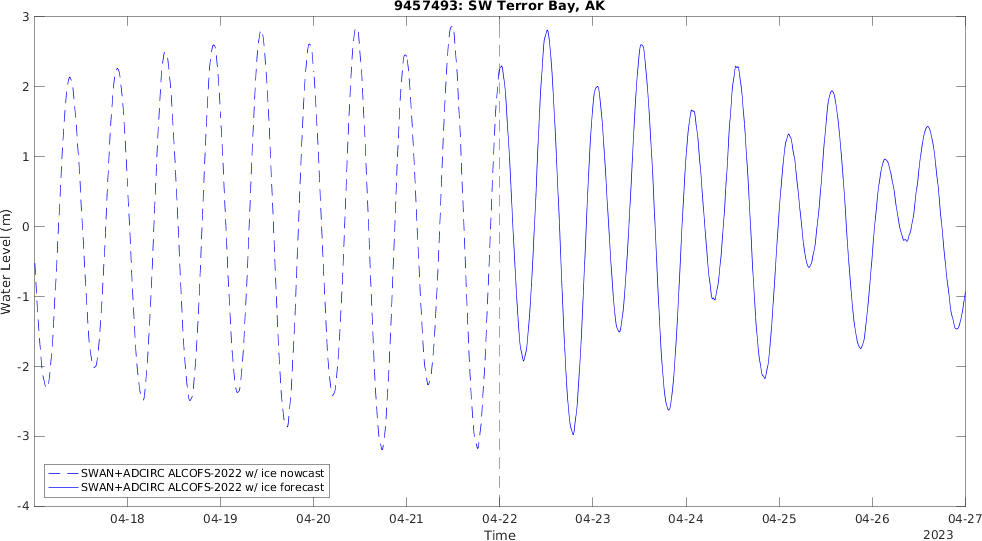 9457493: SW Terror Bay, AK
3
2
1
0
-1
-2
-3
-4
Water Level (m)
SWAN+ADCIRC ALCOFS-2022 w/ ice nowcast
SWAN+ADCIRC ALCOFS-2022 w/ ice forecast
04-18 04-19 04-20 04-21 04-22 04-23 04-24 04-25 04-26 04-27
Time
2023